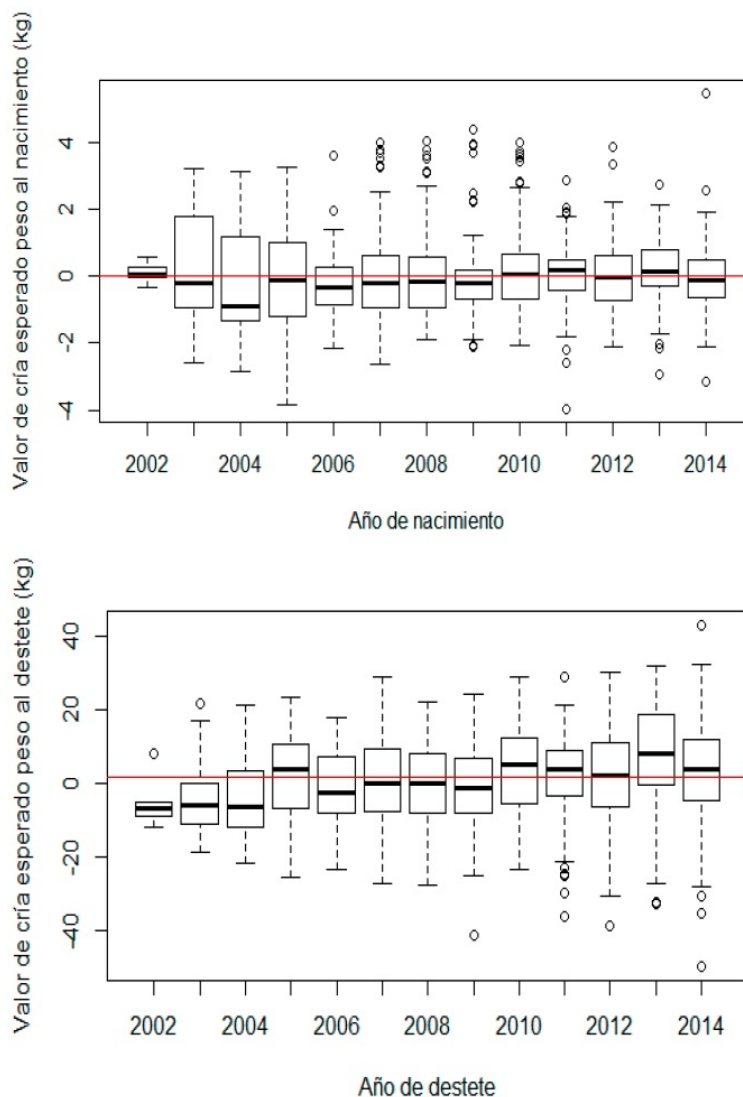 Valor de cría esperado peso al nacimiento (kg)
4
2
0
-2
-4
2002 2004 2006 2008 2010 2012 2014
Año de nacimiento
Valor de cría esperado peso al destete (kg)
40
20
0
-20
-40
2002 2004 2006 2008 2010 2012 2014
Año de destete